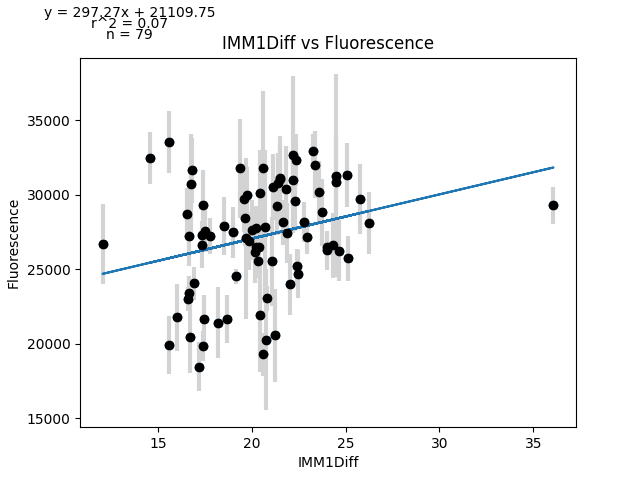 y = 297.27x + 21109.75
r^2 = 0.07
n = 79
IMM1Diff vs Fluorescence
35000
30000
25000
20000
15000
Fluorescence
15 20 25 30 35
IMM1Diff